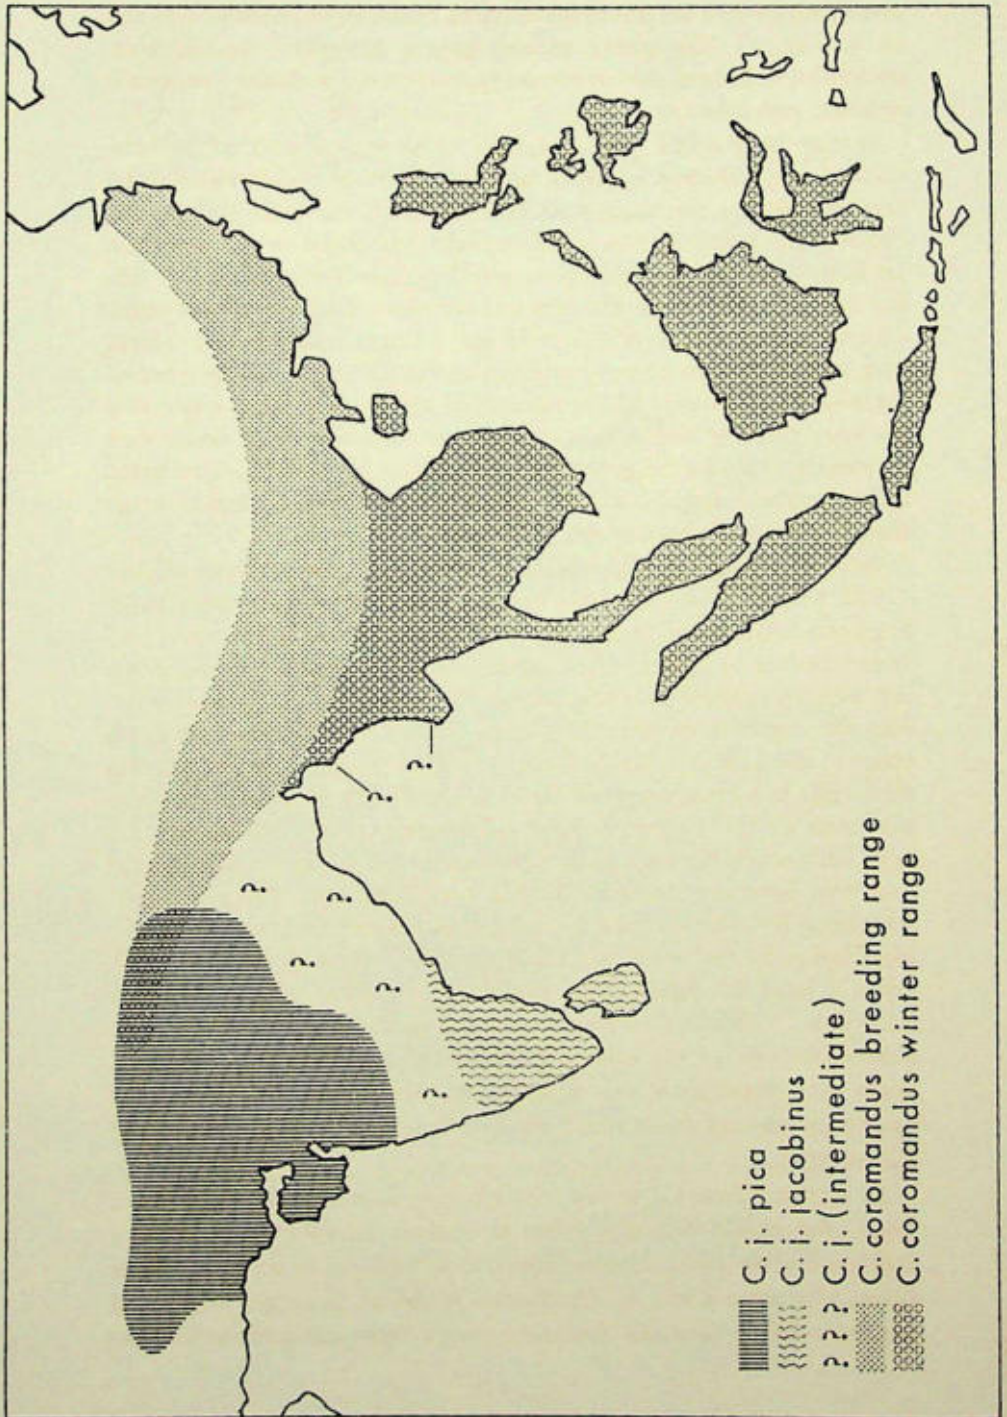 C. j. pica
C. j. jacobinus
? ? ? C. j. (intermediate)
C. coromandus breeding range
C. coromandus winter range
?
?
?
?
?
?
?